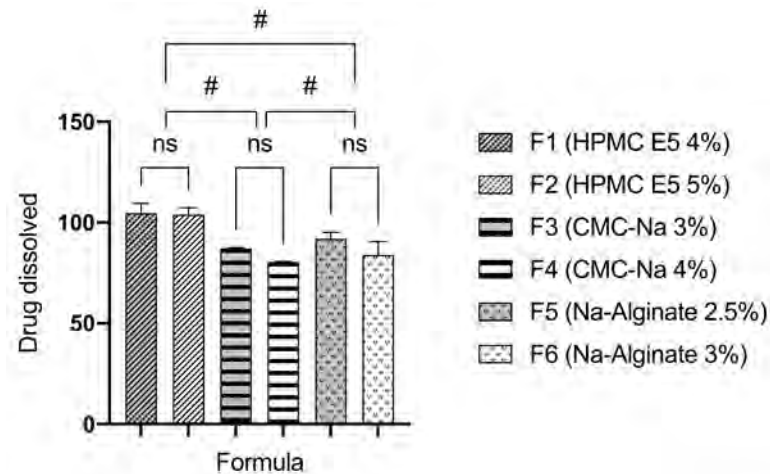 #
# #
ns ns ns
150
100
50
0
Drug dissolved
Formula
F1 (HPMC E5 4%)
F2 (HPMC E5 5%)
F3 (CMC-Na 3%)
F4 (CMC-Na 4%)
F5 (Na-Alginate 2.5%)
F6 (Na-Alginate 3%)